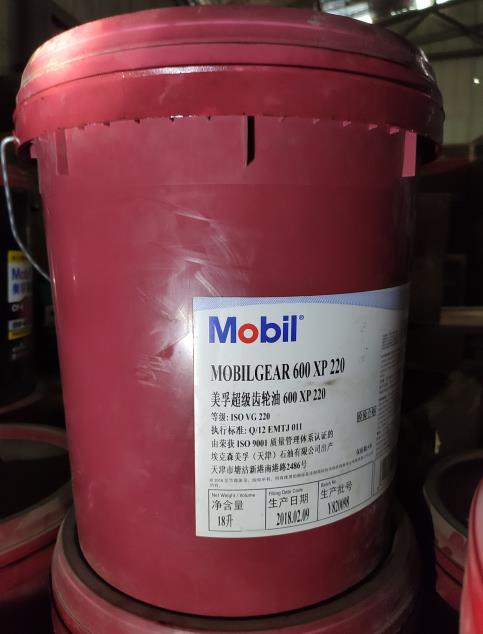 Mobil
MOBILGEAR 600 XP 220
美孚超级齿轮油 600 XP 220
等级: ISO VG 220
执行标准: Q/12 EMTJ 011
由荣获 ISO 9001 质量管理体系认证的
埃克森美孚（天津）石油有限公司出产
天津市塘沽新港南港路2486号
Net Weight / Volume
净含量
18升
Filling Date Code
生产日期
2018.02.09
Batch No.
生产批号
Y820098
Mobil